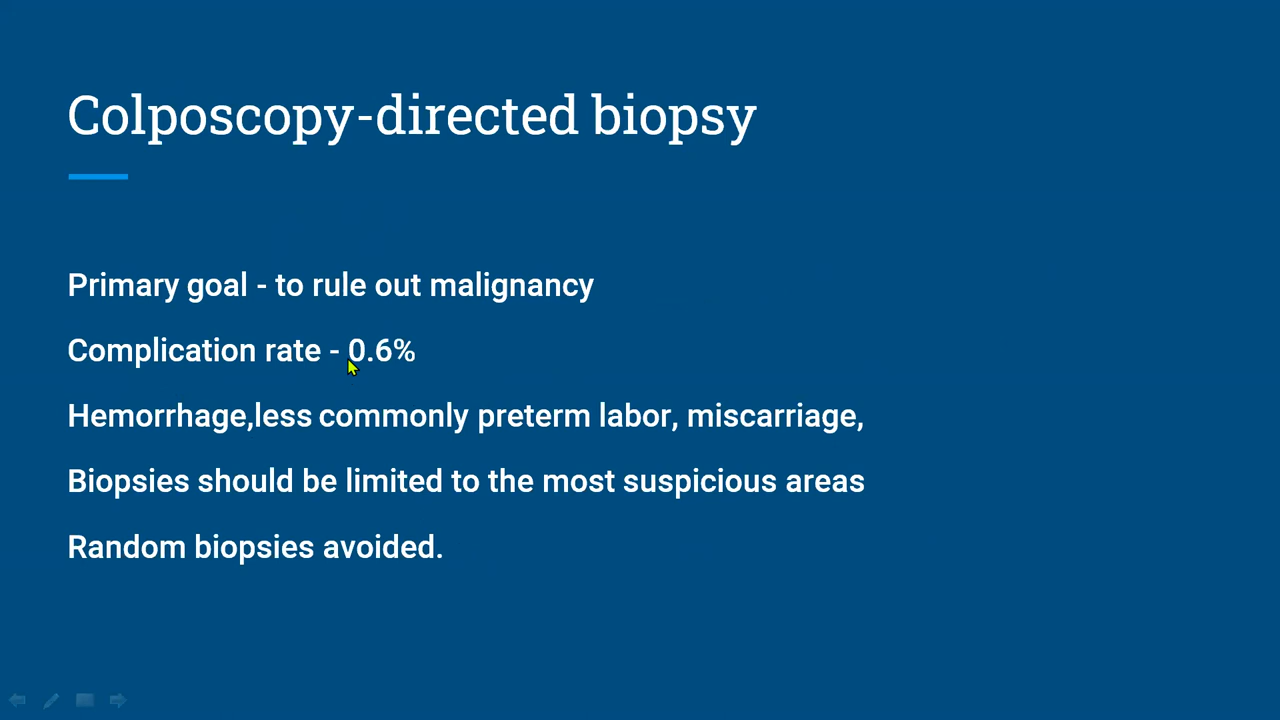 Colposcopy-directed biopsy
Primary goal - to rule out malignancy
Complication rate - 0.6%
Hemorrhage,less commonly preterm labor, miscarriage,
Biopsies should be limited to the most suspicious areas
Random biopsies avoided.